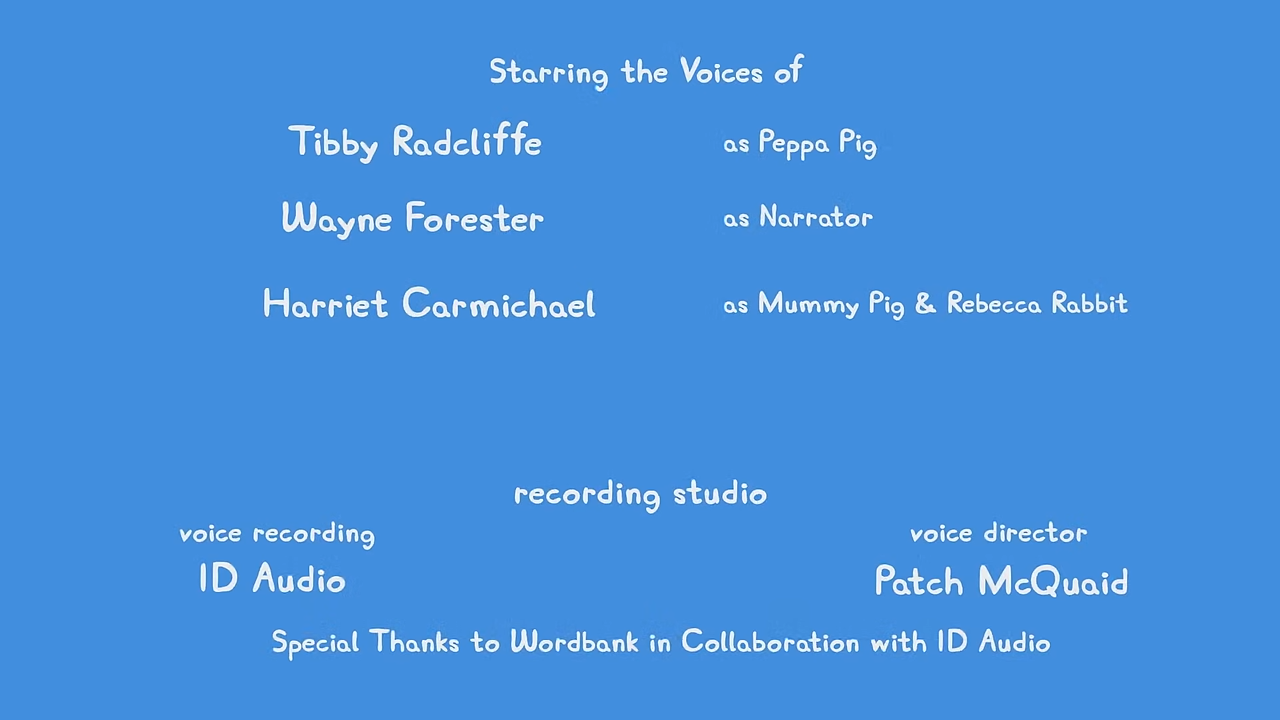 Starring the Voices of
Tibby Radcliffe as Peppa Pig
Wayne Forester as Narrator
Harriet Carmichael as Mummy Pig & Rebecca Rabbit
recording studio
voice recording voice director
ID Audio Patch McQuaid
Special Thanks to Wordbank in Collaboration with ID Audio